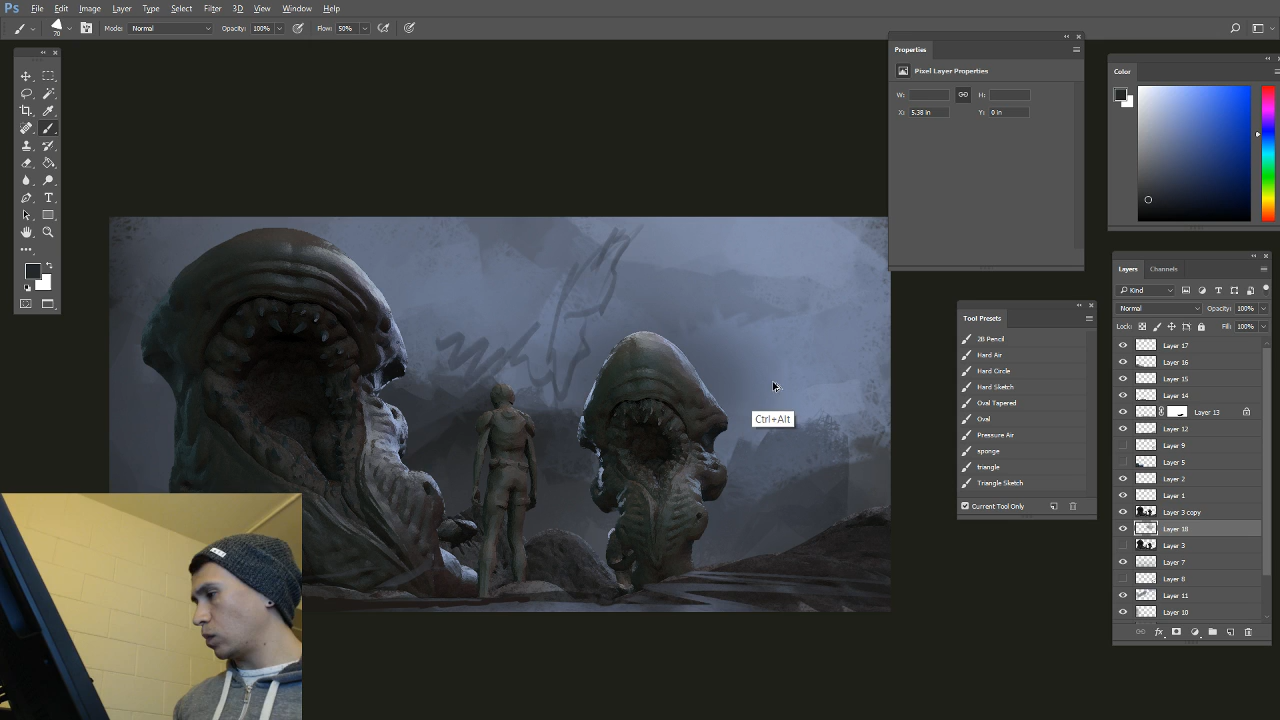 Ps File Edit Image Layer Type Select Filter 3D View Window Help
70 Mode: Normal Opacity: 100% Flow: 50%
Properties
Pixel Layer Properties
W: H:
X: 5.38 in Y: 0 in
Color
Tool Presets
2B Pencil
Hard Air
Hard Circle
Hard Sketch
Oval Tapered
Oval
Pressure Air
sponge
triangle
Triangle Sketch
Current Tool Only
Ctrl+Alt
Layers Channels
Kind
Normal Opacity: 100%
Lock: Fill: 100%
Layer 17
Layer 16
Layer 15
Layer 14
Layer 13
Layer 12
Layer 9
Layer 5
Layer 2
Layer 1
Layer 3 copy
Layer 18
Layer 3
Layer 7
Layer 8
Layer 11
Layer 10
fx